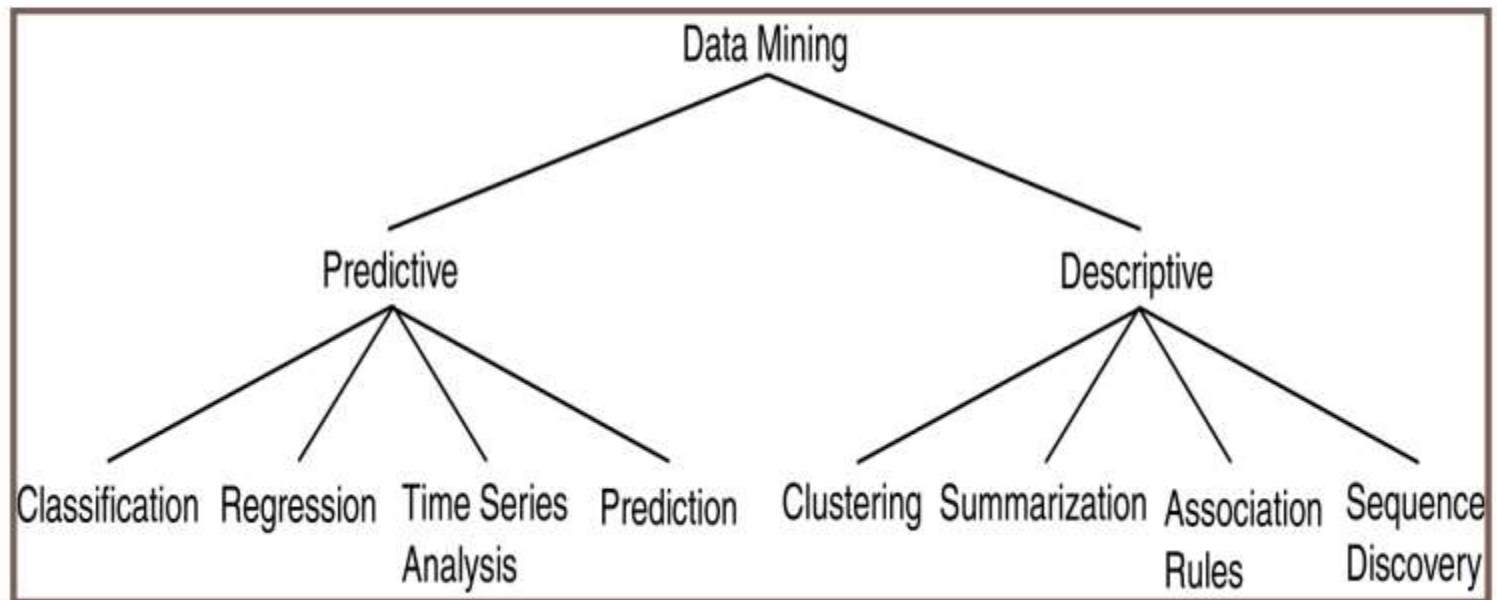 Data Mining
Predictive
Descriptive
Classification
Regression
Time Series
Analysis
Prediction
Clustering
Summarization
Association
Rules
Sequence
Discovery